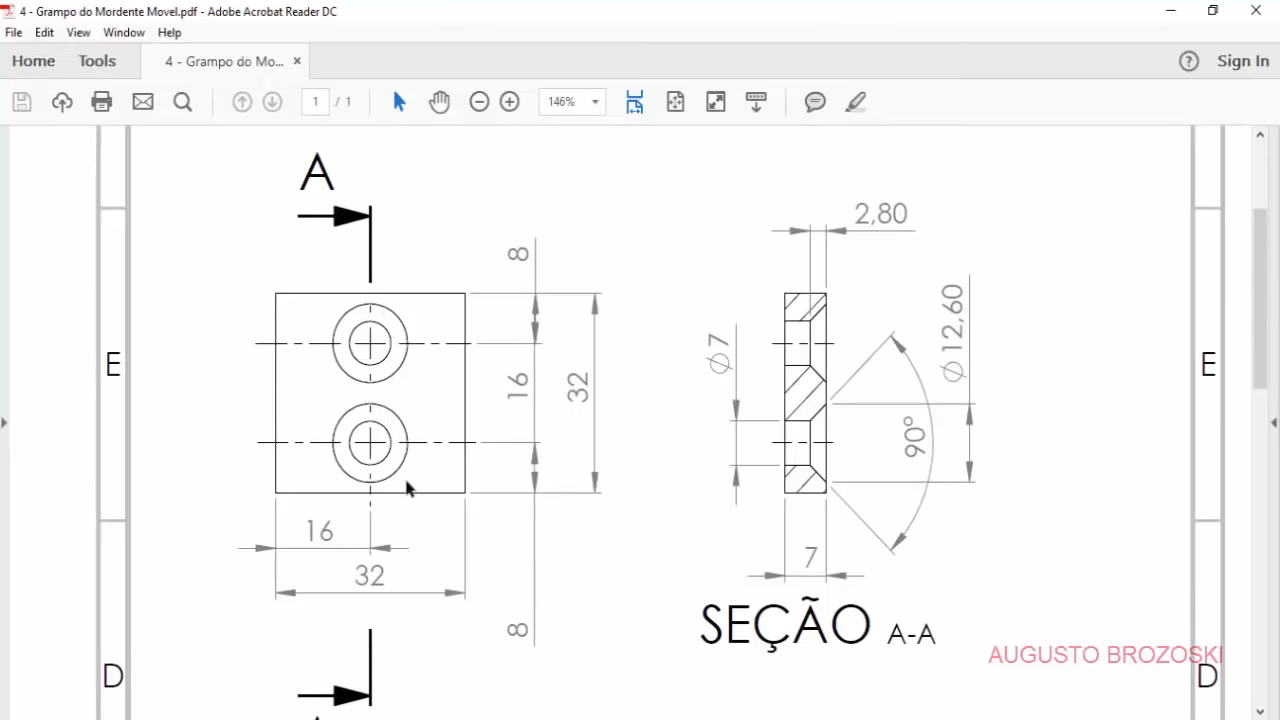 4 - Grampo do Mordente Movel.pdf - Adobe Acrobat Reader DC
File Edit View Window Help
Home Tools 4 - Grampo do Mo... × ? Sign In
1 / 1 146%
A
2,80
8
E
16
32
∅7
∅12,60
90°
E
16
32
7
8
SEÇÃO A-A
AUGUSTO BROZOSKI
D
D